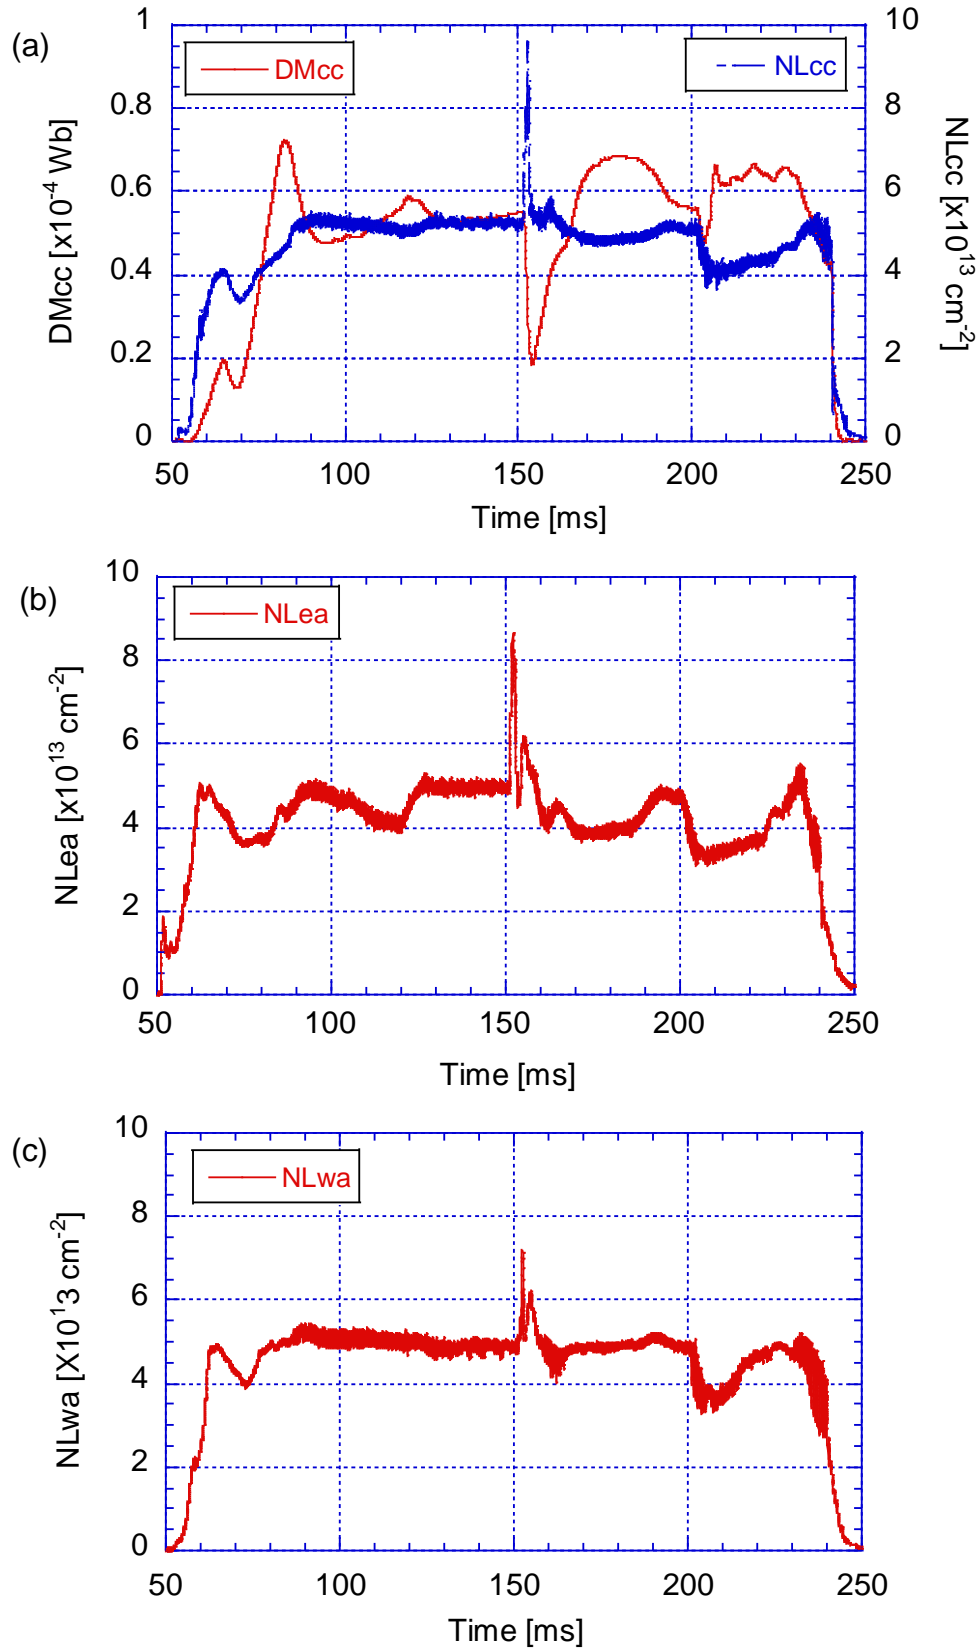 (a)
DMcc
NLcc
DMcc [x10⁻⁴ Wb]
NLcc [x10¹³ cm⁻²]
1
0.8
0.6
0.4
0.2
0
10
8
6
4
2
0
50 100 150 200 250
Time [ms]
(b)
NLea
NLea [x10¹³ cm⁻²]
10
8
6
4
2
0
50 100 150 200 250
Time [ms]
(c)
NLwa
NLwa [X10¹3 cm⁻²]
10
8
6
4
2
0
50 100 150 200 250
Time [ms]